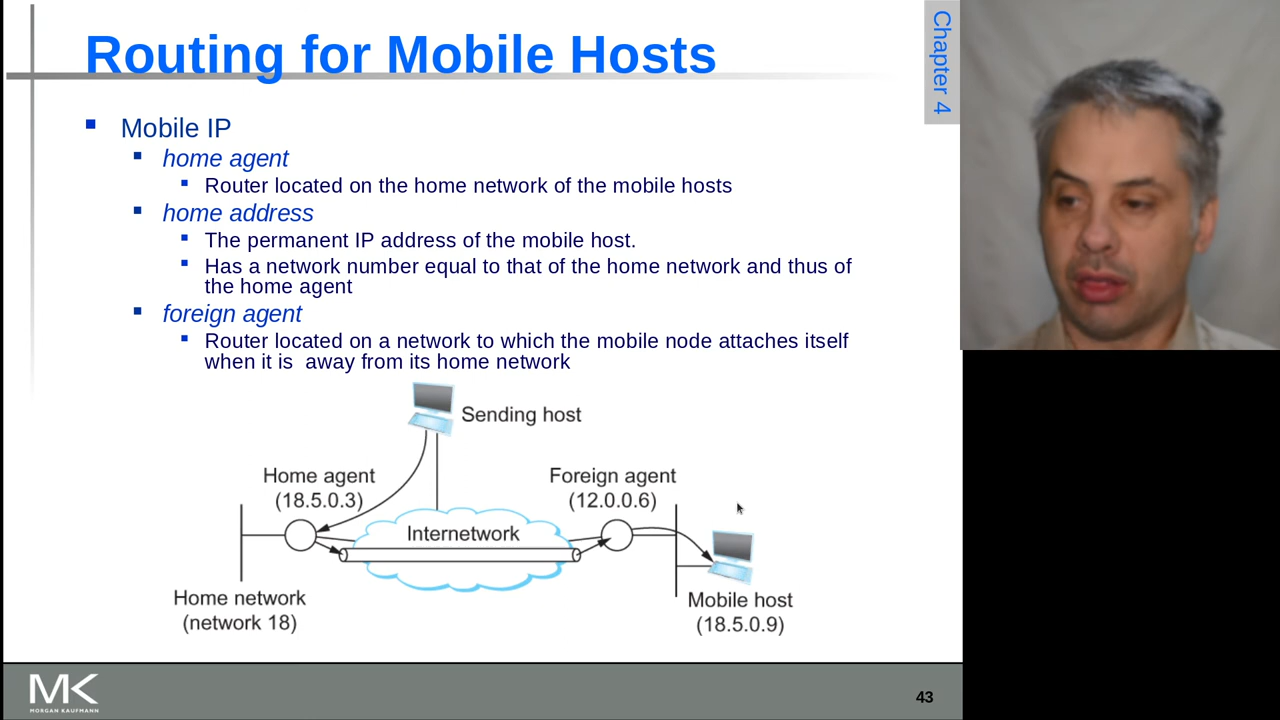 Routing for Mobile Hosts
Chapter 4
Mobile IP
home agent
Router located on the home network of the mobile hosts
home address
The permanent IP address of the mobile host.
Has a network number equal to that of the home network and thus of
the home agent
foreign agent
Router located on a network to which the mobile node attaches itself
when it is  away from its home network
Sending host
Home agent
(18.5.0.3)
Foreign agent
(12.0.0.6)
Internetwork
Home network
(network 18)
Mobile host
(18.5.0.9)
MK
MORGAN KAUFMANN
43